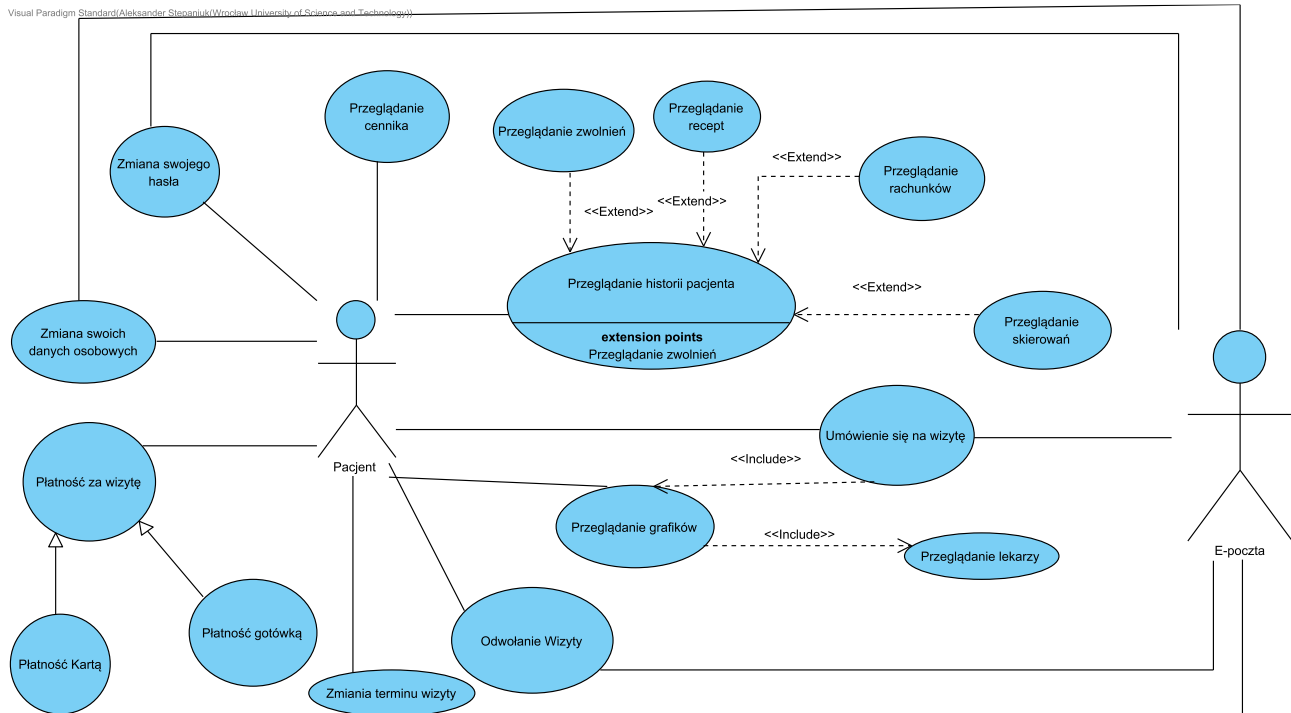 Visual Paradigm Standard(Aleksander Stepaniuk(Wrocław University of Science and Technology))
Przeglądanie
cennika
Przeglądanie zwolnień
Przeglądanie
recept
<<Extend>>
Przeglądanie
rachunków
Zmiana swojego
hasła
<<Extend>>
<<Extend>>
Przeglądanie historii pacjenta
extension points
Przeglądanie zwolnień
<<Extend>>
Przeglądanie
skierowań
Zmiana swoich
danych osobowych
Pacjent
Umówienie się na wizytę
<<Include>>
Płatność za wizytę
Przeglądanie grafików
<<Include>>
Przeglądanie lekarzy
E-poczta
Płatność gotówką
Odwołanie Wizyty
Płatność Kartą
Zmiania terminu wizyty